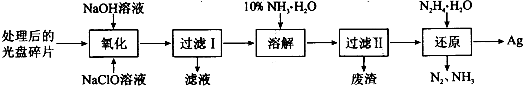 NaOH溶液
10% NH₃·H₂O
N₂H₄·H₂O
处理后的
光盘碎片
氧化
过滤Ⅰ
溶解
过滤Ⅱ
还原
Ag
NaClO溶液
滤液
废渣
N₂、NH₃